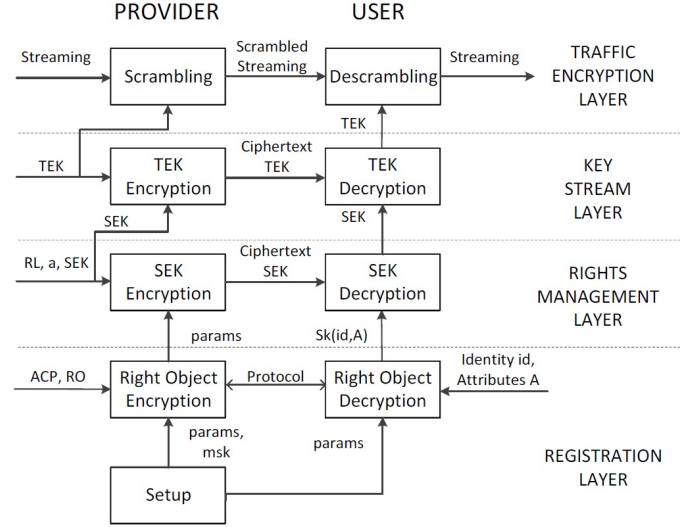 PROVIDER
USER
Streaming
Scrambling
Scrambled
Streaming
Descrambling
Streaming
TRAFFIC
ENCRYPTION
LAYER
TEK
TEK
TEK
Encryption
Ciphertext
TEK
TEK
Decryption
KEY
STREAM
LAYER
SEK
SEK
RL, a, SEK
SEK
Encryption
Ciphertext
SEK
SEK
Decryption
RIGHTS
MANAGEMENT
LAYER
params
Sk(id,A)
ACP, RO
Right Object
Encryption
Protocol
Right Object
Decryption
Identity id,
Attributes A
params,
msk
params
Setup
REGISTRATION
LAYER